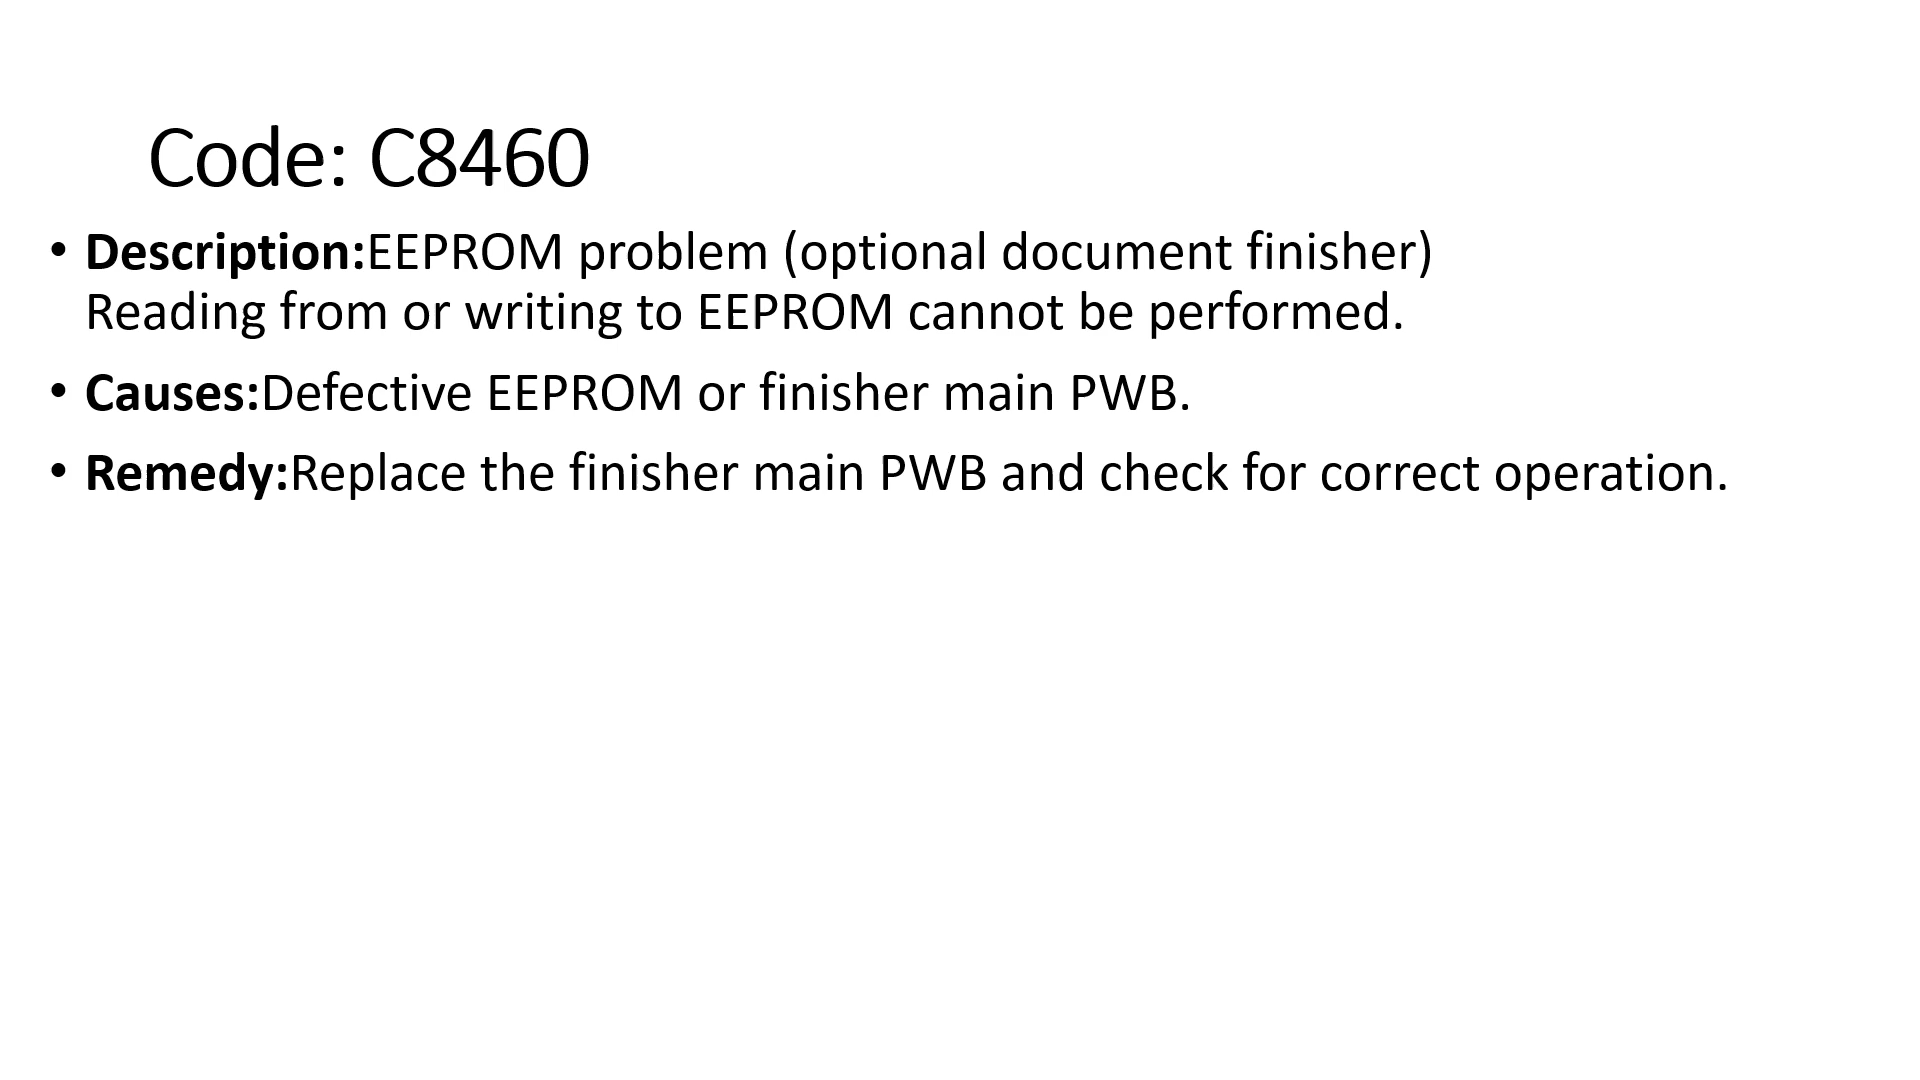 Code: C8460
• Description:EEPROM problem (optional document finisher)
Reading from or writing to EEPROM cannot be performed.
• Causes:Defective EEPROM or finisher main PWB.
• Remedy:Replace the finisher main PWB and check for correct operation.